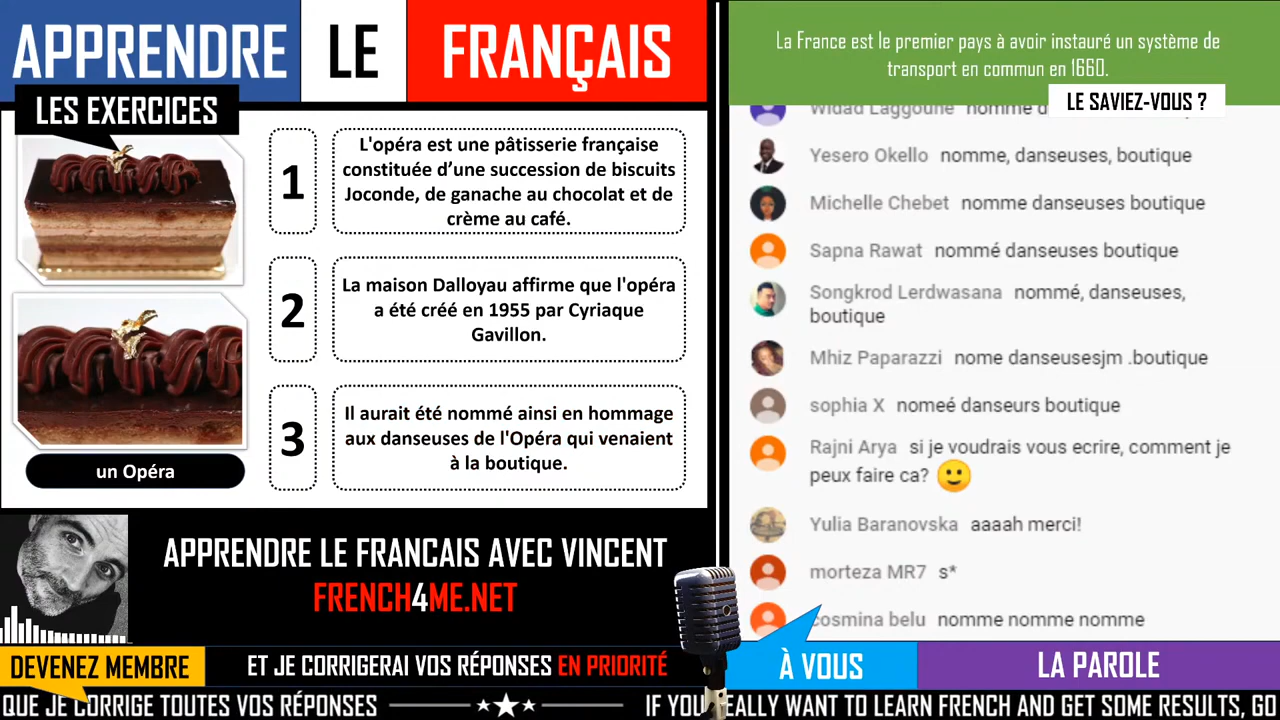 APPRENDRE LE FRANÇAIS
LES EXERCICES
1
L'opéra est une pâtisserie française
constituée d'une succession de biscuits
Joconde, de ganache au chocolat et de
crème au café.
2
La maison Dalloyau affirme que l'opéra
a été créé en 1955 par Cyriaque
Gavillon.
3
Il aurait été nommé ainsi en hommage
aux danseuses de l'Opéra qui venaient
à la boutique.
un Opéra
APPRENDRE LE FRANCAIS AVEC VINCENT
FRENCH4ME.NET
DEVENEZ MEMBRE
ET JE CORRIGERAI VOS RÉPONSES EN PRIORITÉ
La France est le premier pays à avoir instauré un système de
transport en commun en 1660.
LE SAVIEZ-VOUS ?
Widad Laggoune nomme
Yesero Okello nomme, danseuses, boutique
Michelle Chebet nomme danseuses boutique
Sapna Rawat nommé danseuses boutique
Songkrod Lerdwasana nommé, danseuses,
boutique
Mhiz Paparazzi nome danseusesjm .boutique
sophia X nomeé danseurs boutique
Rajni Arya si je voudrais vous ecrire, comment je
peux faire ca?
Yulia Baranovska aaaah merci!
morteza MR7 s*
cosmina belu nomme nomme nomme
À VOUS
LA PAROLE
QUE JE CORRIGE TOUTES VOS RÉPONSES
IF YOU REALLY WANT TO LEARN FRENCH AND GET SOME RESULTS, GO